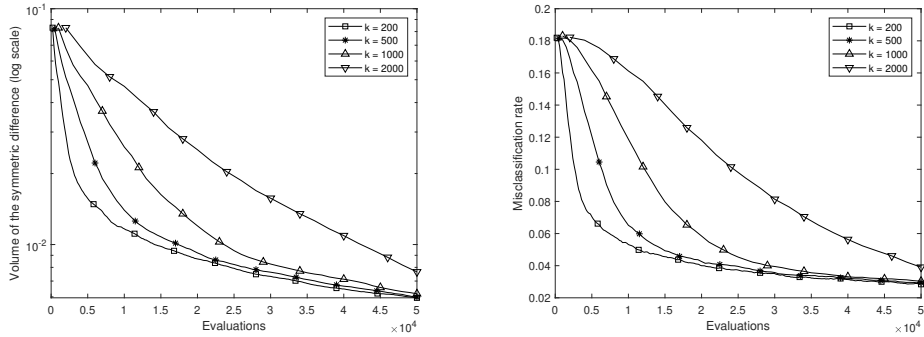 Volume of the symmetric difference (log scale)
10^-1
10^-2
k = 200
k = 500
k = 1000
k = 2000
0 0.5 1 1.5 2 2.5 3 3.5 4 4.5 5
Evaluations
×10^4
Misclassification rate
0.2
0.18
0.16
0.14
0.12
0.1
0.08
0.06
0.04
0.02
k = 200
k = 500
k = 1000
k = 2000
0 0.5 1 1.5 2 2.5 3 3.5 4 4.5 5
Evaluations
×10^4